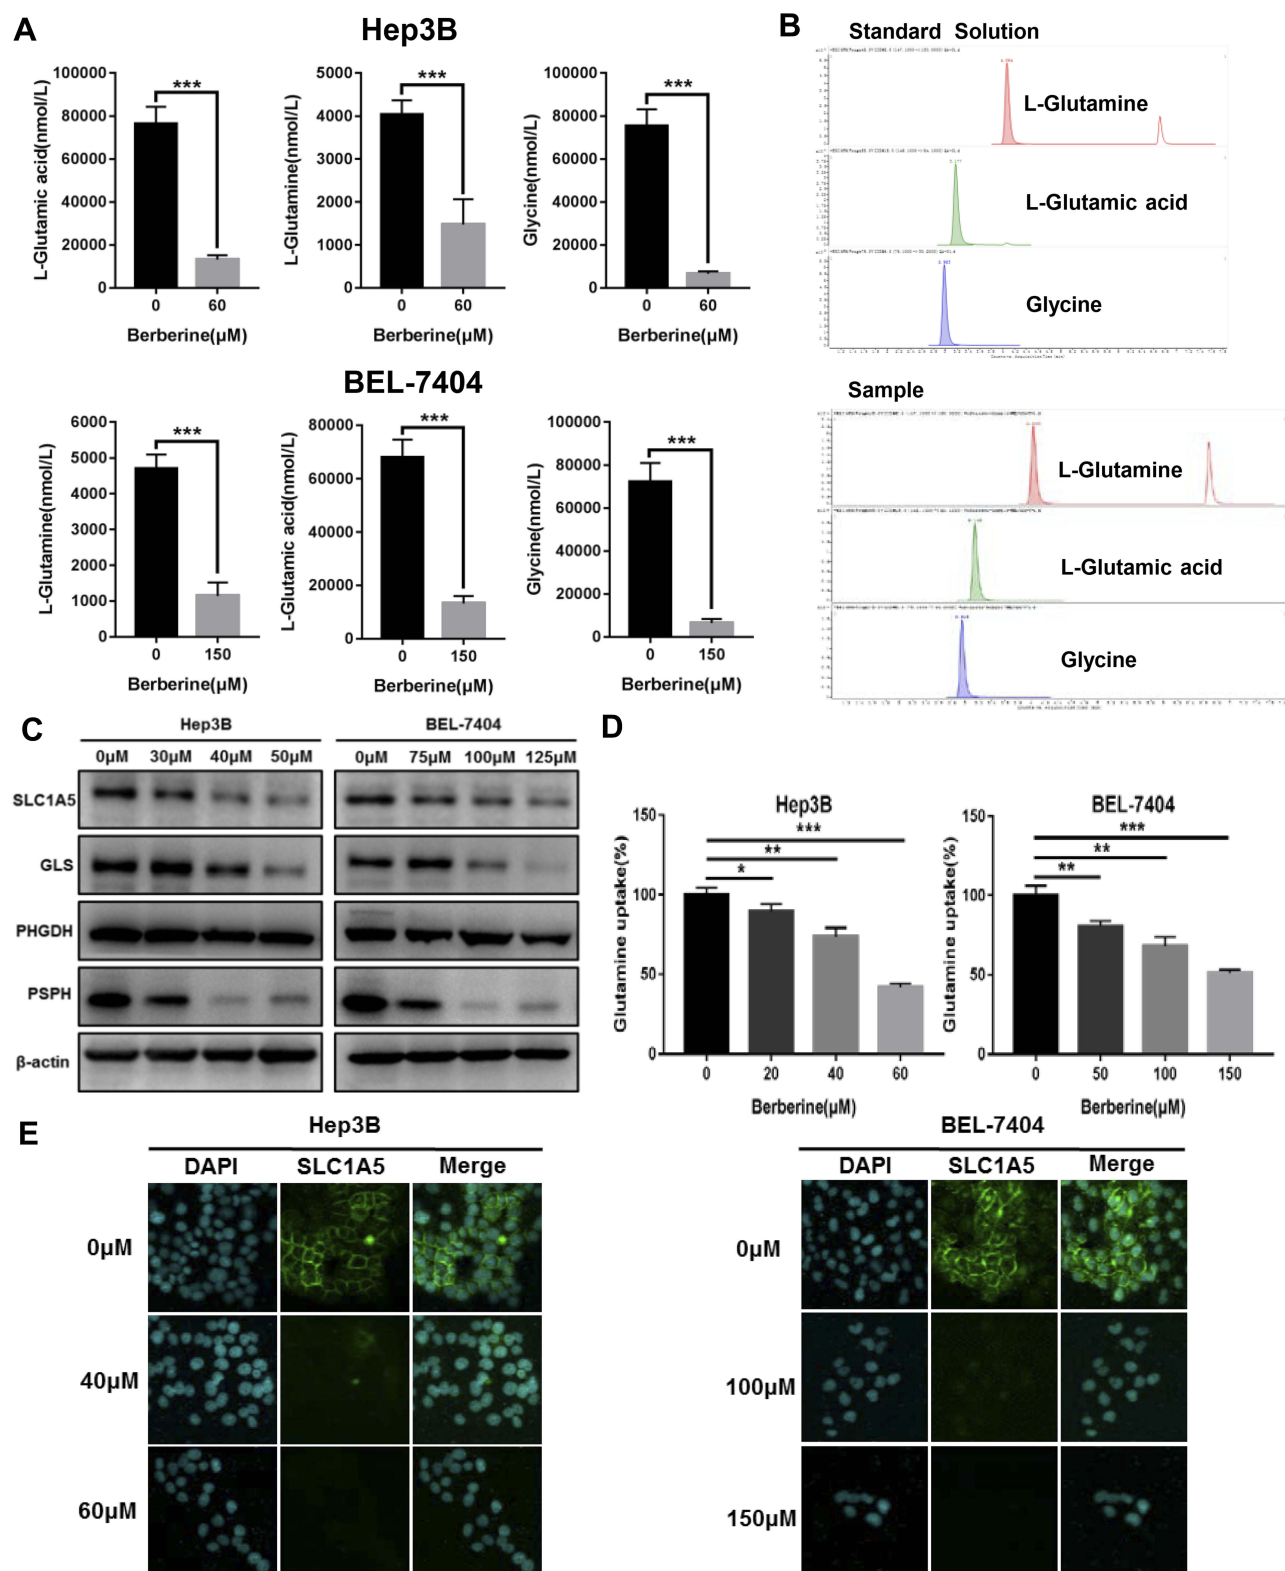 A
Hep3B
L-Glutamic acid(nmol/L)
100000
80000
60000
40000
20000
0
***
0
60
Berberine(μM)
L-Glutamine(nmol/L)
5000
4000
3000
2000
1000
0
***
0
60
Berberine(μM)
Glycine(nmol/L)
100000
80000
60000
40000
20000
0
***
0
60
Berberine(μM)
BEL-7404
L-Glutamine(nmol/L)
6000
5000
4000
3000
2000
1000
0
***
0
150
Berberine(μM)
L-Glutamic acid(nmol/L)
80000
60000
40000
20000
0
***
0
150
Berberine(μM)
Glycine(nmol/L)
100000
80000
60000
40000
20000
0
***
0
150
Berberine(μM)
B
Standard Solution
L-Glutamine
L-Glutamic acid
Glycine
Sample
L-Glutamine
L-Glutamic acid
Glycine
C
Hep3B
BEL-7404
0μM 30μM 40μM 50μM
0μM 75μM 100μM 125μM
SLC1A5
GLS
PHGDH
PSPH
β-actin
D
Hep3B
Glutamine uptake(%)
150
100
50
0
***
**
*
0 20 40 60
Berberine(μM)
BEL-7404
Glutamine uptake(%)
150
100
50
0
***
**
**
0 50 100 150
Berberine(μM)
E
Hep3B
DAPI SLC1A5 Merge
0μM
40μM
60μM
BEL-7404
DAPI SLC1A5 Merge
0μM
100μM
150μM